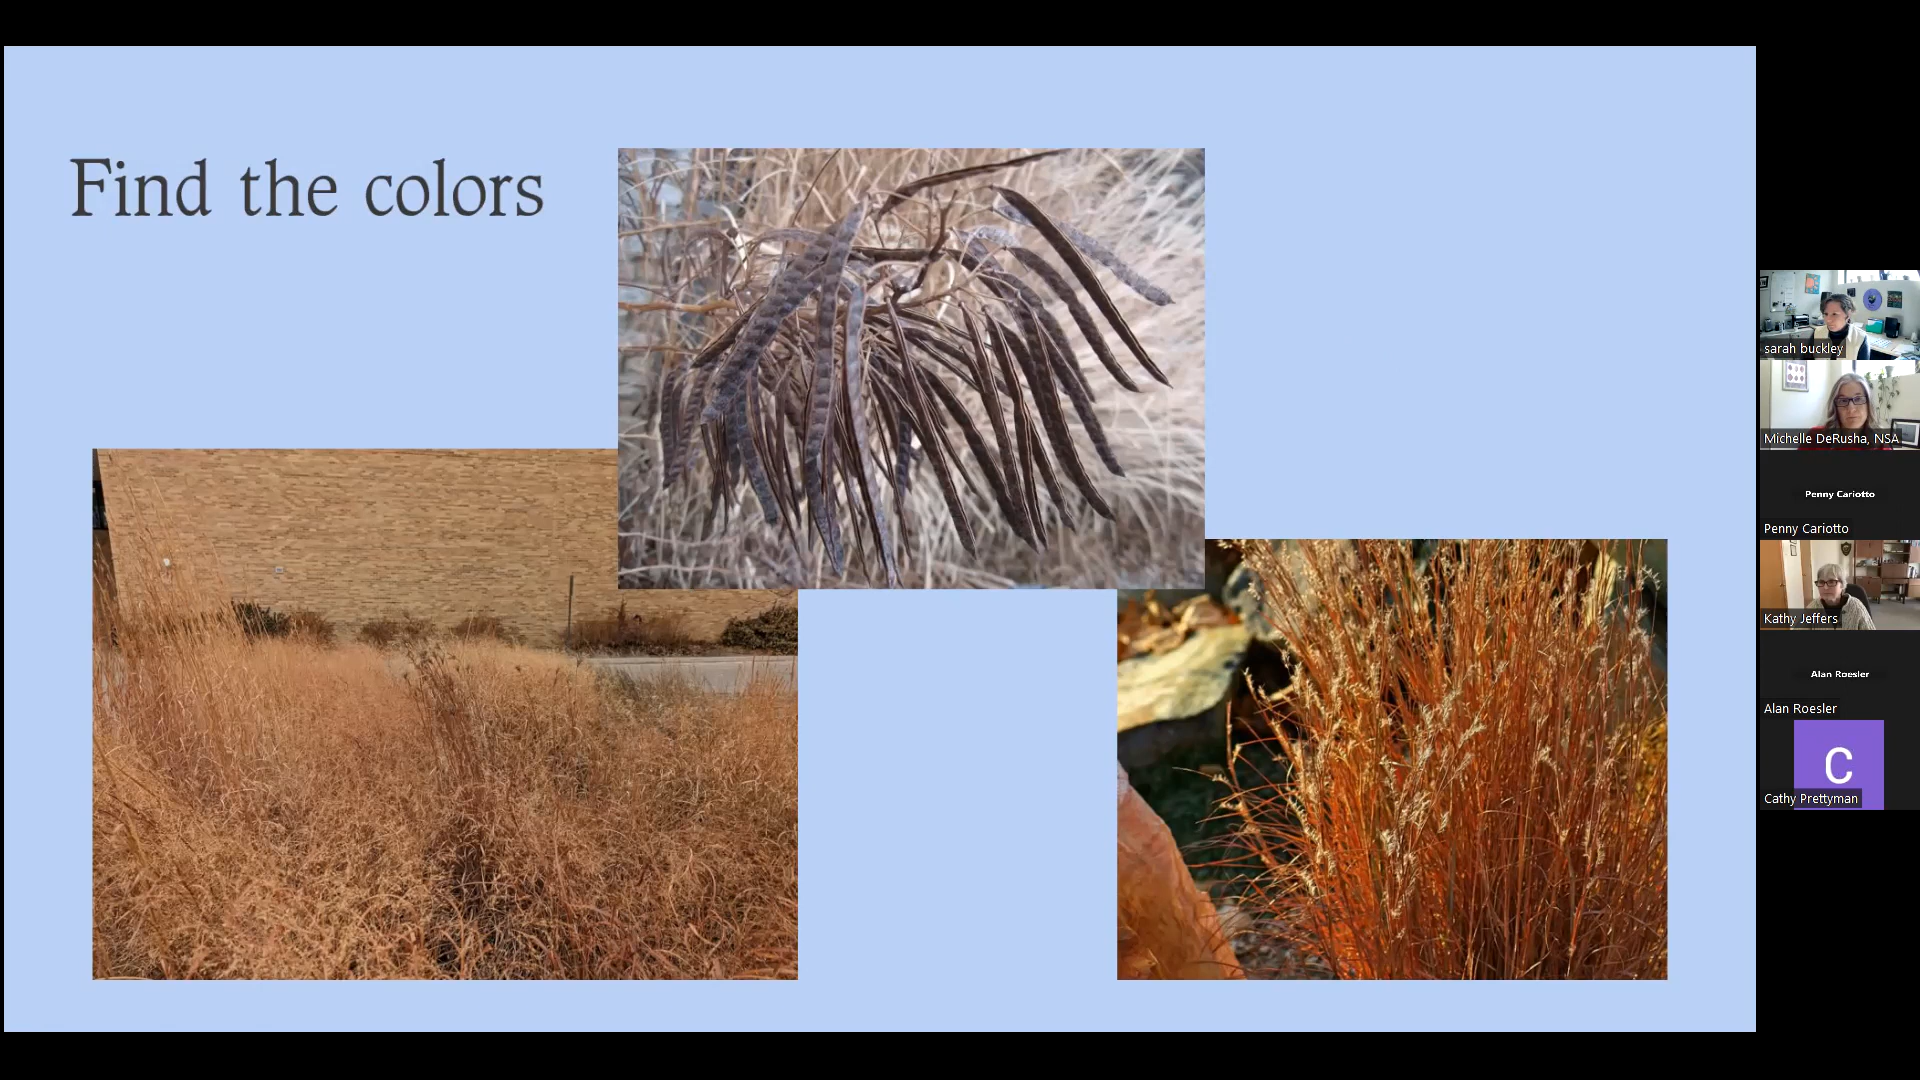 Find the colors
sarah buckley
Michelle DeRusha, NSA
Penny Cariotto
Penny Cariotto
Kathy Jeffers
Alan Roesler
Alan Roesler
C
Cathy Prettyman